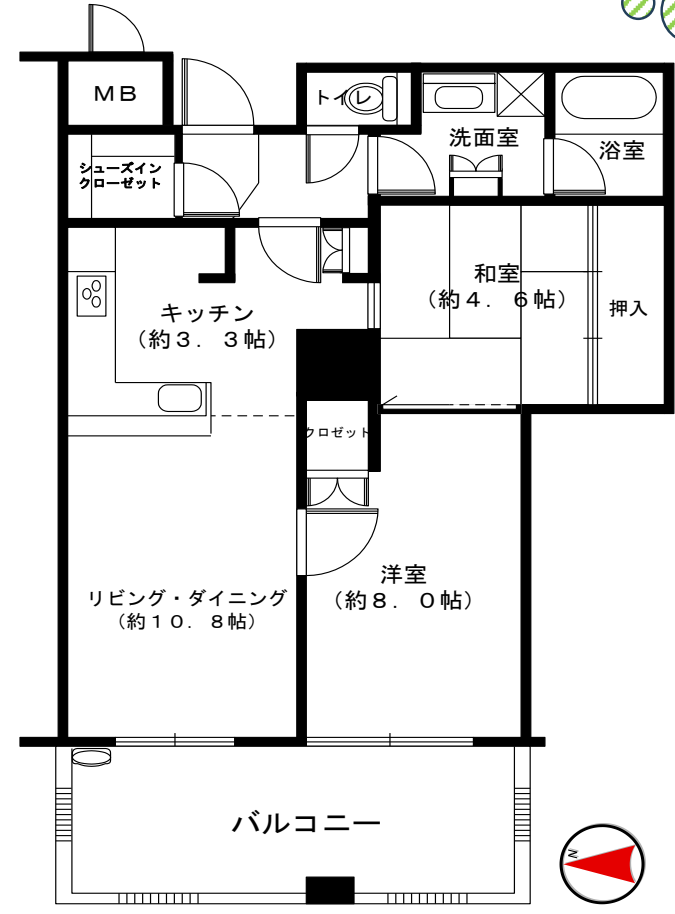 MB
トイレ
洗面室
浴室
シューズイン
クローゼット
和室
(約4.6帖)
押入
キッチン
(約3.3帖)
クロゼット
洋室
(約8.0帖)
リビング・ダイニング
(約10.8帖)
バルコニー
N